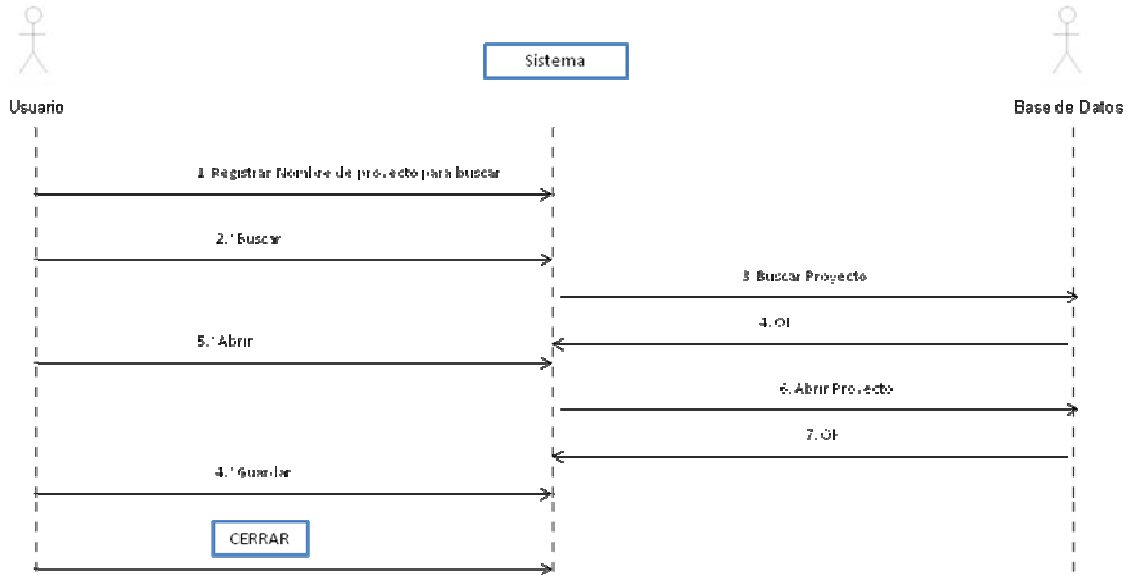 Sistema
Usuario
Base de Datos
1 Registrar Nombre de proyecto para buscar
2.' Buscar
3 Buscar Proyecto
4. OK
5.' Abrir
6. Abrir Proyecto
7. OK
4.' Guardar
CERRAR